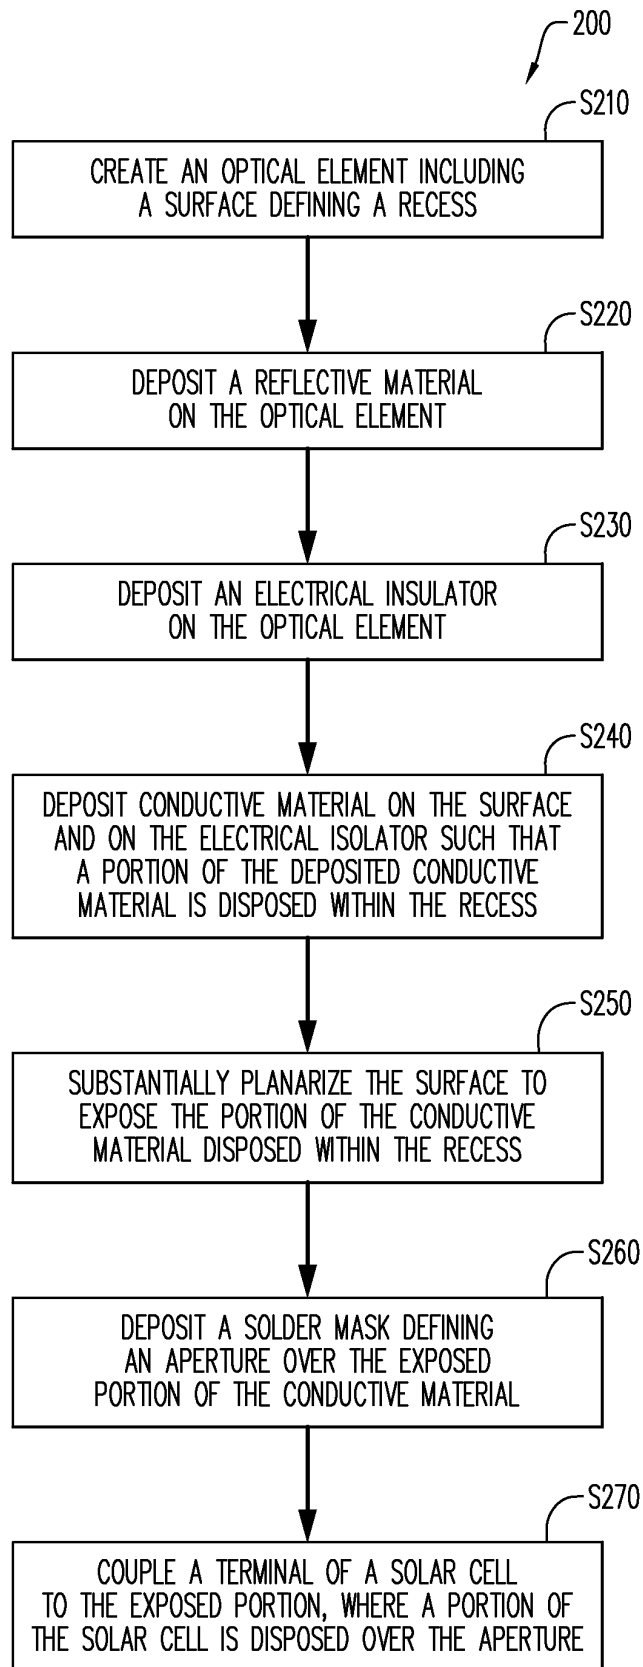 200
S210
CREATE AN OPTICAL ELEMENT INCLUDING
A SURFACE DEFINING A RECESS
S220
DEPOSIT A REFLECTIVE MATERIAL
ON THE OPTICAL ELEMENT
S230
DEPOSIT AN ELECTRICAL INSULATOR
ON THE OPTICAL ELEMENT
S240
DEPOSIT CONDUCTIVE MATERIAL ON THE SURFACE
AND ON THE ELECTRICAL ISOLATOR SUCH THAT
A PORTION OF THE DEPOSITED CONDUCTIVE
MATERIAL IS DISPOSED WITHIN THE RECESS
S250
SUBSTANTIALLY PLANARIZE THE SURFACE TO
EXPOSE THE PORTION OF THE CONDUCTIVE
MATERIAL DISPOSED WITHIN THE RECESS
S260
DEPOSIT A SOLDER MASK DEFINING
AN APERTURE OVER THE EXPOSED
PORTION OF THE CONDUCTIVE MATERIAL
S270
COUPLE A TERMINAL OF A SOLAR CELL
TO THE EXPOSED PORTION, WHERE A PORTION OF
THE SOLAR CELL IS DISPOSED OVER THE APERTURE